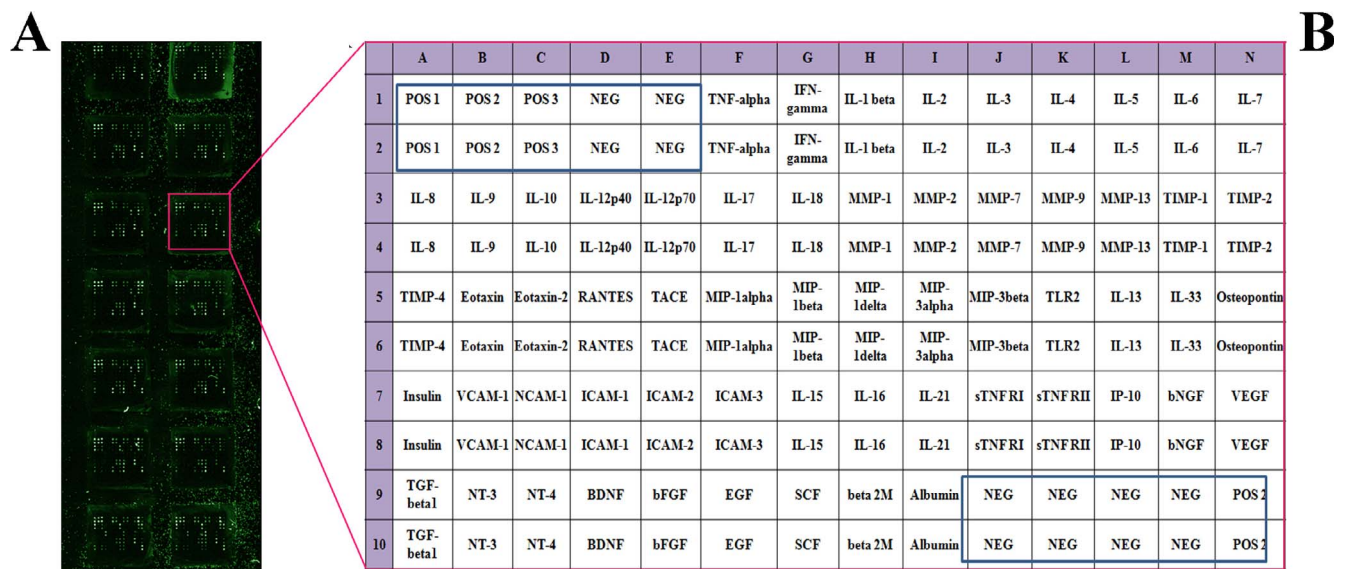 A
B
A B C D E F G H I J K L M N
1 POS 1 POS 2 POS 3 NEG NEG TNF-alpha IFN-gamma IL-1 beta IL-2 IL-3 IL-4 IL-5 IL-6 IL-7
2 POS 1 POS 2 POS 3 NEG NEG TNF-alpha IFN-gamma IL-1 beta IL-2 IL-3 IL-4 IL-5 IL-6 IL-7
3 IL-8 IL-9 IL-10 IL-12p40 IL-12p70 IL-17 IL-18 MMP-1 MMP-2 MMP-7 MMP-9 MMP-13 TIMP-1 TIMP-2
4 IL-8 IL-9 IL-10 IL-12p40 IL-12p70 IL-17 IL-18 MMP-1 MMP-2 MMP-7 MMP-9 MMP-13 TIMP-1 TIMP-2
5 TIMP-4 Eotaxin Eotaxin-2 RANTES TACE MIP-1alpha MIP-1beta MIP-1delta MIP-3alpha MIP-3beta TLR2 IL-13 IL-33 Osteopontin
6 TIMP-4 Eotaxin Eotaxin-2 RANTES TACE MIP-1alpha MIP-1beta MIP-1delta MIP-3alpha MIP-3beta TLR2 IL-13 IL-33 Osteopontin
7 Insulin VCAM-1 NCAM-1 ICAM-1 ICAM-2 ICAM-3 IL-15 IL-16 IL-21 sTNFRI sTNFRII IP-10 bNGF VEGF
8 Insulin VCAM-1 NCAM-1 ICAM-1 ICAM-2 ICAM-3 IL-15 IL-16 IL-21 sTNFRI sTNFRII IP-10 bNGF VEGF
9 TGF-beta1 NT-3 NT-4 BDNF bFGF EGF SCF beta 2M Albumin NEG NEG NEG NEG POS 2
10 TGF-beta1 NT-3 NT-4 BDNF bFGF EGF SCF beta 2M Albumin NEG NEG NEG NEG POS 2